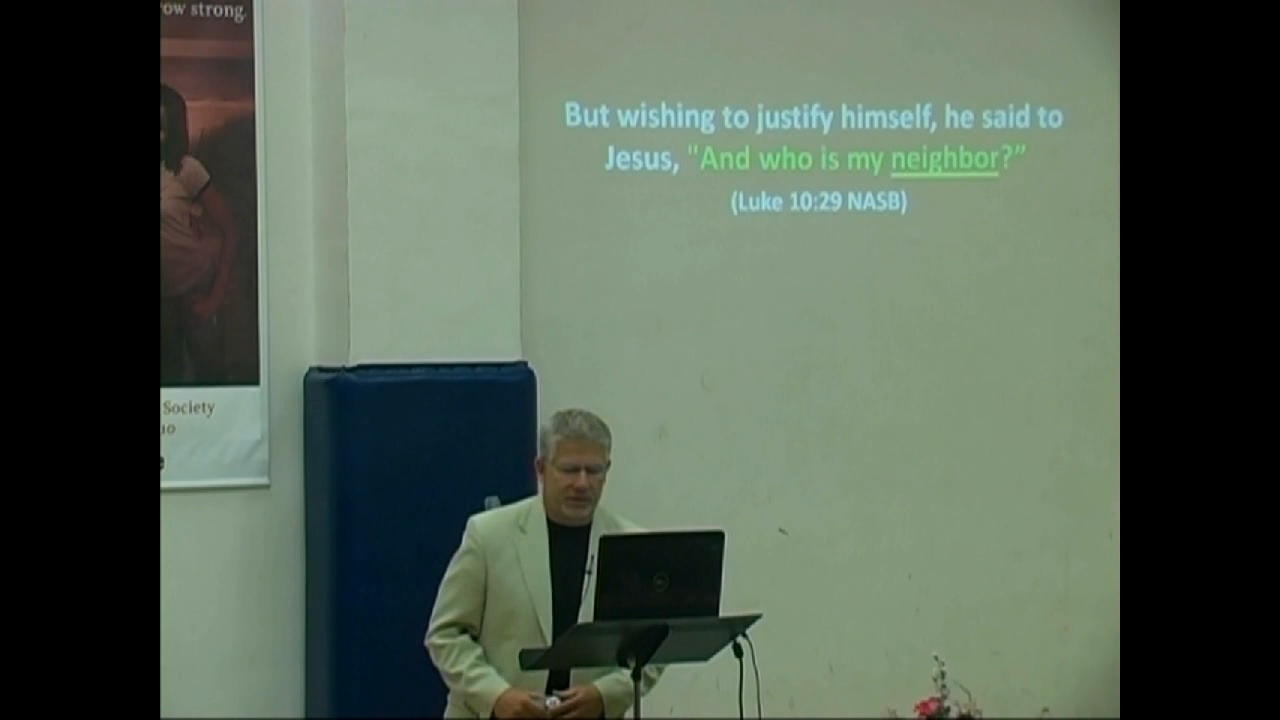 ow strong.
But wishing to justify himself, he said to
Jesus, "And who is my neighbor?”
(Luke 10:29 NASB)
Society
uo
e